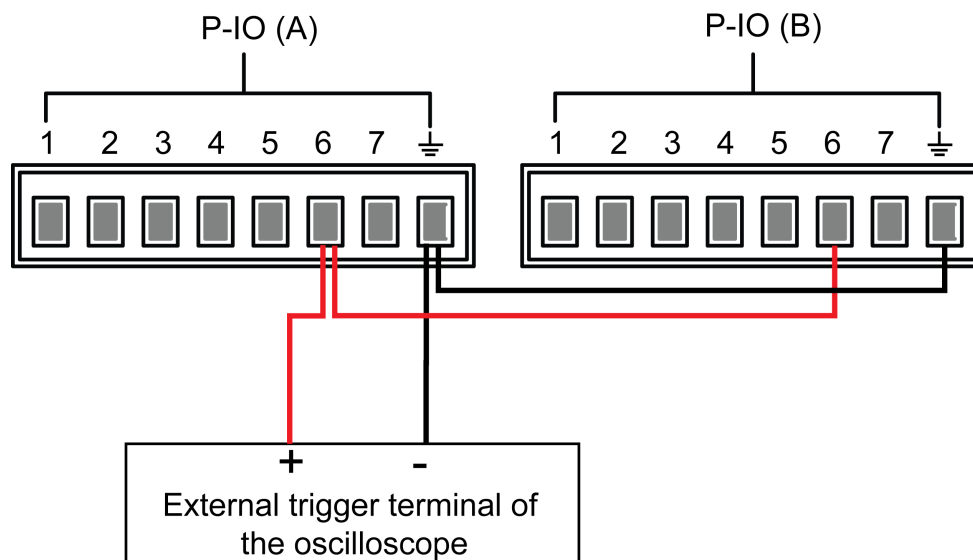 P-IO (A)
P-IO (B)
1 2 3 4 5 6 7
1 2 3 4 5 6 7
+ -
External trigger terminal of
the oscilloscope